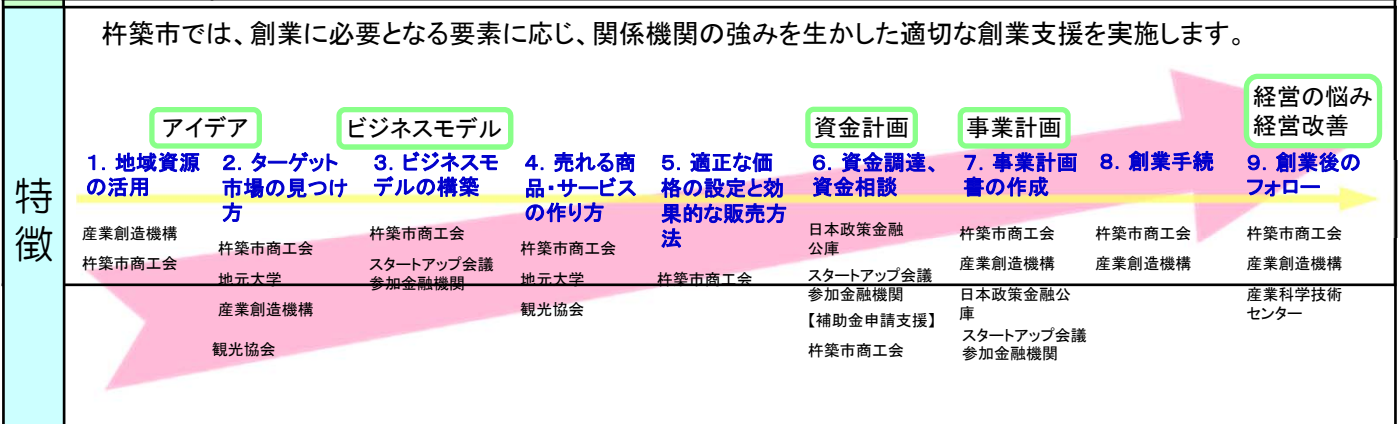 特徴
杵築市では、創業に必要となる要素に応じ、関係機関の強みを生かした適切な創業支援を実施します。
アイデア
ビジネスモデル
資金計画
事業計画
経営の悩み
経営改善
1. 地域資源
の活用
産業創造機構
杵築市商工会
2. ターゲット
市場の見つけ
方
杵築市商工会
地元大学
産業創造機構
観光協会
3. ビジネスモ
デルの構築
杵築市商工会
スタートアップ会議
参加金融機関
4. 売れる商
品・サービス
の作り方
杵築市商工会
地元大学
観光協会
5. 適正な価
格の設定と効
果的な販売方
法
杵築市商工会
6. 資金調達、
資金相談
日本政策金融
公庫
スタートアップ会議
参加金融機関
【補助金申請支援】
杵築市商工会
7. 事業計画
書の作成
杵築市商工会
産業創造機構
日本政策金融公
庫
スタートアップ会議
参加金融機関
8. 創業手続
杵築市商工会
産業創造機構
9. 創業後の
フォロー
杵築市商工会
産業創造機構
産業科学技術
センター